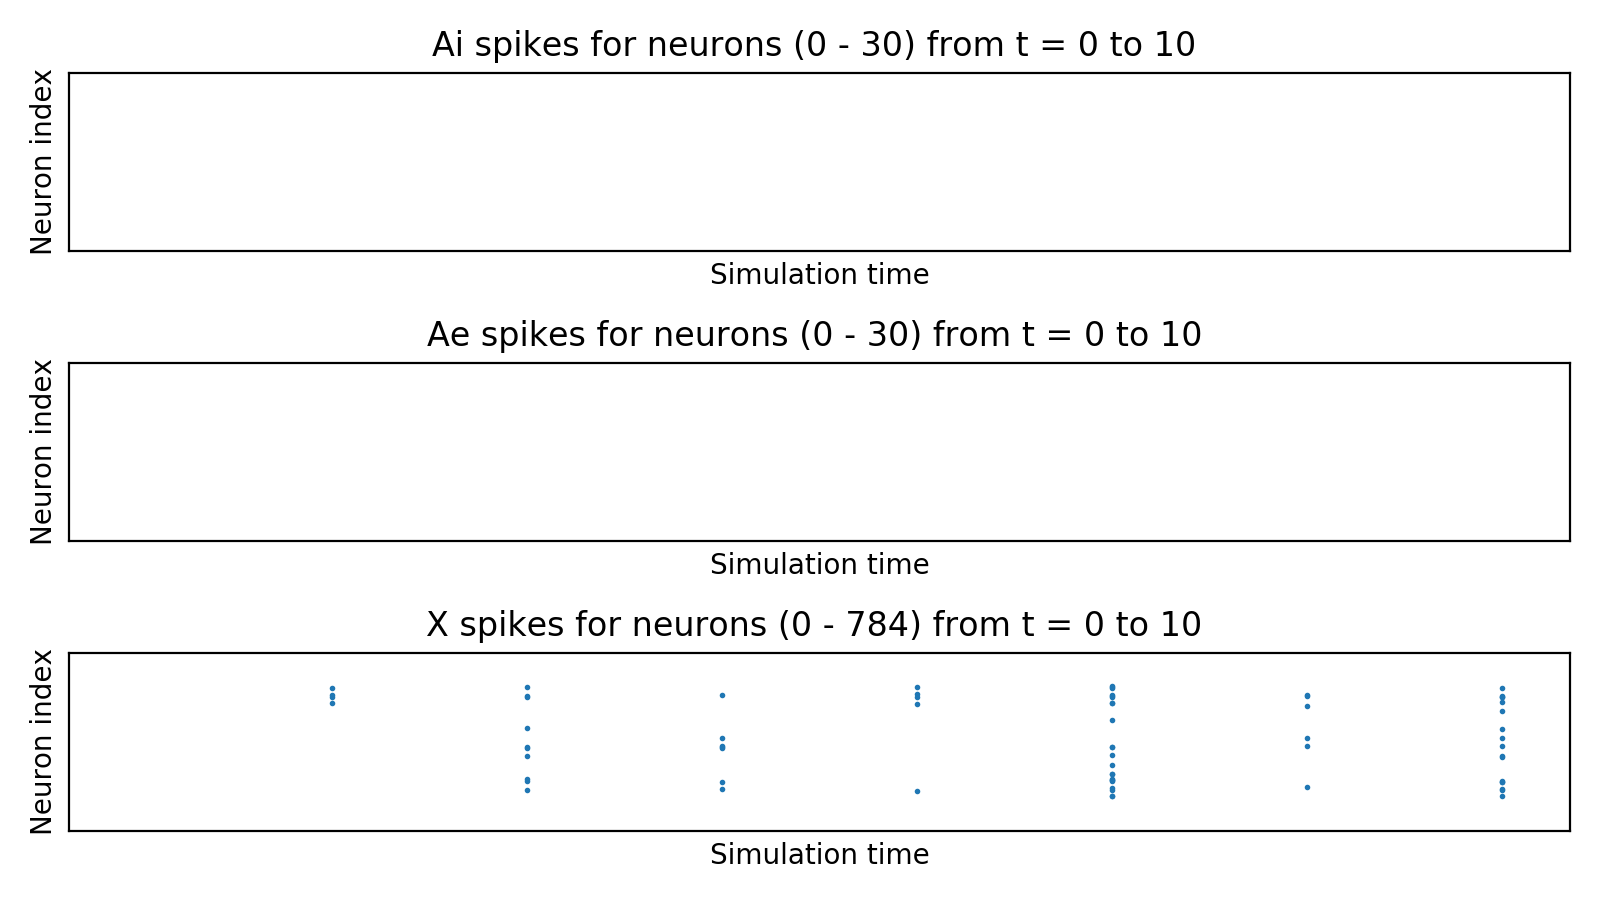 Ai spikes for neurons (0 - 30) from t = 0 to 10
Neuron index
Simulation time
Ae spikes for neurons (0 - 30) from t = 0 to 10
Neuron index
Simulation time
X spikes for neurons (0 - 784) from t = 0 to 10
Neuron index
Simulation time